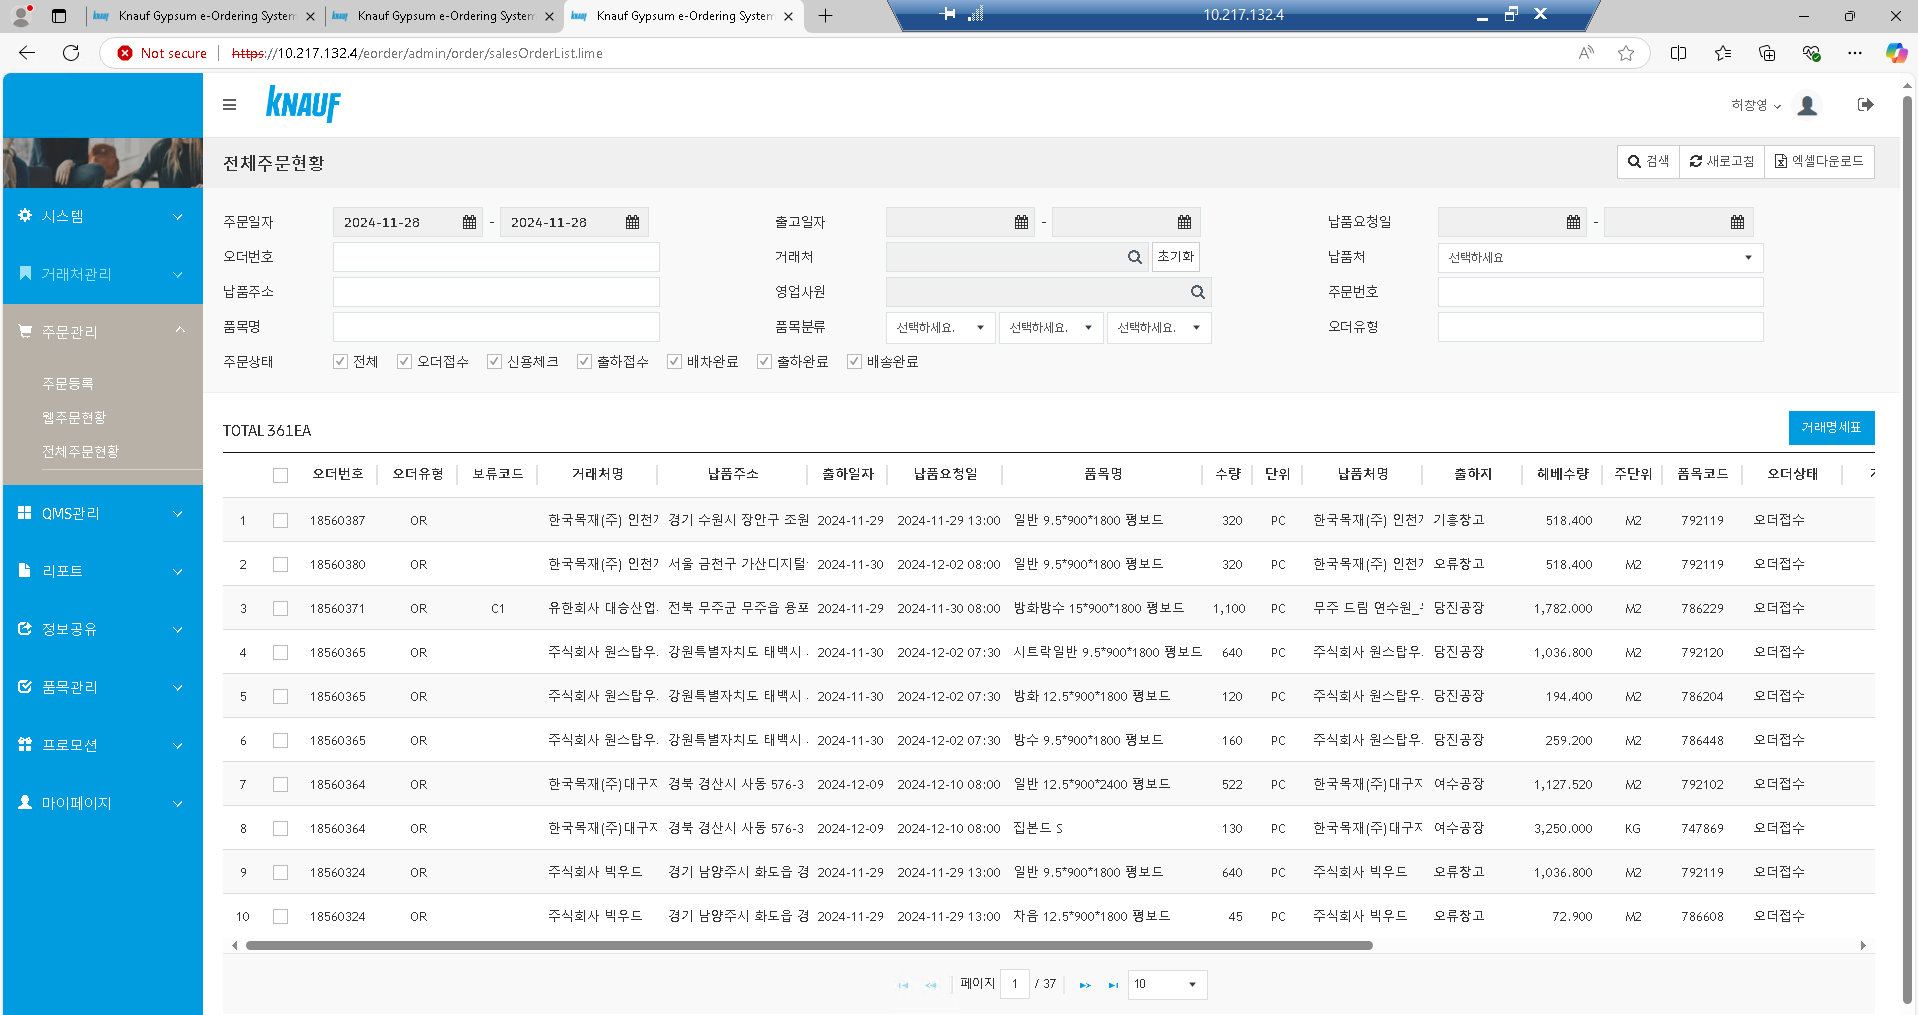 Knauf Gypsum e-Ordering System
Knauf Gypsum e-Ordering System
Knauf Gypsum e-Ordering System
10.217.132.4
Not secure
https://10.217.132.4/eorder/admin/order/salesOrderList.lime
KNAUF
허창영
전체주문현황
검색
새로고침
엑셀다운로드
시스템
거래처관리
주문관리
주문등록
웹주문현황
전체주문현황
QMS관리
리포트
정보공유
품목관리
프로모션
마이페이지
주문일자 2024-11-28 - 2024-11-28 출고일자 - 납품요청일 -
오더번호 거래처 초기화 납품처 선택하세요
납품주소 영업사원 주문번호
품목명 품목분류 선택하세요. 선택하세요. 선택하세요. 오더유형
주문상태 전체 오더접수 신용체크 출하접수 배차완료 출하완료 배송완료
TOTAL 361EA
거래명세표
오더번호 오더유형 보류코드 거래처명 납품주소 출하일자 납품요청일 품목명 수량 단위 납품처명 출하지 헤베수량 주단위 품목코드 오더상태
1 18560387 OR 한국목재(주) 인천 경기 수원시 장안구 조원 2024-11-29 2024-11-29 13:00 일반 9.5*900*1800 평보드 320 PC 한국목재(주) 인천 기흥창고 518.400 M2 792119 오더접수
2 18560380 OR 한국목재(주) 인천 서울 금천구 가산디지털 2024-11-30 2024-12-02 08:00 일반 9.5*900*1800 평보드 320 PC 한국목재(주) 인천 오류창고 518.400 M2 792119 오더접수
3 18560371 OR C1 유한회사 대승산업. 전북 무주군 무주읍 용포 2024-11-29 2024-11-30 08:00 방화방수 15*900*1800 평보드 1,100 PC 무주 드림 연수원_ 당진공장 1,782.000 M2 786229 오더접수
4 18560365 OR 주식회사 원스탑우. 강원특별자치도 태백시 . 2024-11-30 2024-12-02 07:30 시트락일반 9.5*900*1800 평보드 640 PC 주식회사 원스탑우. 당진공장 1,036.800 M2 792120 오더접수
5 18560365 OR 주식회사 원스탑우. 강원특별자치도 태백시 . 2024-11-30 2024-12-02 07:30 방화 12.5*900*1800 평보드 120 PC 주식회사 원스탑우. 당진공장 194.400 M2 786204 오더접수
6 18560365 OR 주식회사 원스탑우. 강원특별자치도 태백시 . 2024-11-30 2024-12-02 07:30 방수 9.5*900*1800 평보드 160 PC 주식회사 원스탑우. 당진공장 259.200 M2 786448 오더접수
7 18560364 OR 한국목재(주)대구지 경북 경산시 사동 576-3 2024-12-09 2024-12-10 08:00 일반 12.5*900*2400 평보드 522 PC 한국목재(주)대구지 여수공장 1,127.520 M2 792102 오더접수
8 18560364 OR 한국목재(주)대구지 경북 경산시 사동 576-3 2024-12-09 2024-12-10 08:00 집본드 S 130 PC 한국목재(주)대구지 여수공장 3,250.000 KG 747869 오더접수
9 18560324 OR 주식회사 빅우드 경기 남양주시 화도읍 경 2024-11-29 2024-11-29 13:00 일반 9.5*900*1800 평보드 640 PC 주식회사 빅우드 오류창고 1,036.800 M2 792119 오더접수
10 18560324 OR 주식회사 빅우드 경기 남양주시 화도읍 경 2024-11-29 2024-11-29 13:00 차음 12.5*900*1800 평보드 45 PC 주식회사 빅우드 오류창고 72.900 M2 786608 오더접수
페이지 1 / 37 10